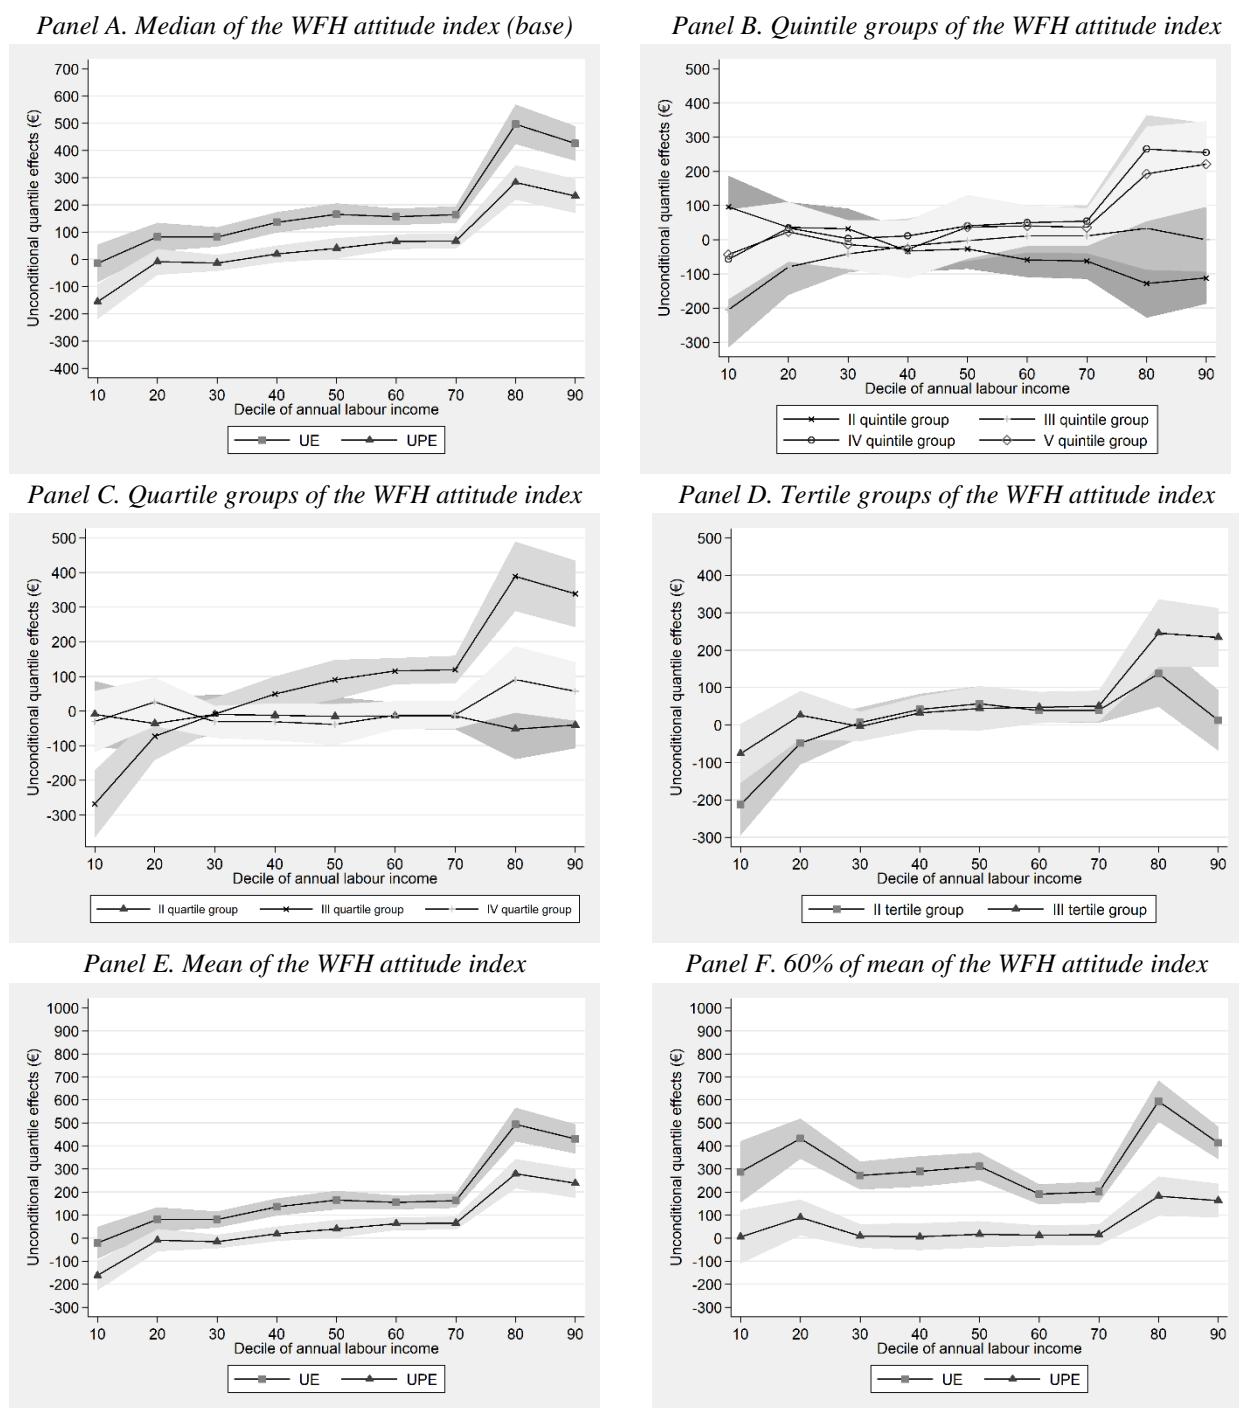 Panel A. Median of the WFH attitude index (base)
Unconditional quantile effects (€)
700
600
500
400
300
200
100
0
-100
-200
-300
-400
10 20 30 40 50 60 70 80 90
Decile of annual labour income
UE UPE
Panel B. Quintile groups of the WFH attitude index
Unconditional quantile effects (€)
500
400
300
200
100
0
-100
-200
-300
10 20 30 40 50 60 70 80 90
Decile of annual labour income
II quintile group III quintile group
IV quintile group V quintile group
Panel C. Quartile groups of the WFH attitude index
Unconditional quantile effects (€)
500
400
300
200
100
0
-100
-200
-300
10 20 30 40 50 60 70 80 90
Decile of annual labour income
II quartile group III quartile group IV quartile group
Panel D. Tertile groups of the WFH attitude index
Unconditional quantile effects (€)
500
400
300
200
100
0
-100
-200
-300
10 20 30 40 50 60 70 80 90
Decile of annual labour income
II tertile group III tertile group
Panel E. Mean of the WFH attitude index
Unconditional quantile effects (€)
1000
900
800
700
600
500
400
300
200
100
0
-100
-200
-300
10 20 30 40 50 60 70 80 90
Decile of annual labour income
UE UPE
Panel F. 60% of mean of the WFH attitude index
Unconditional quantile effects (€)
1000
900
800
700
600
500
400
300
200
100
0
-100
-200
-300
10 20 30 40 50 60 70 80 90
Decile of annual labour income
UE UPE